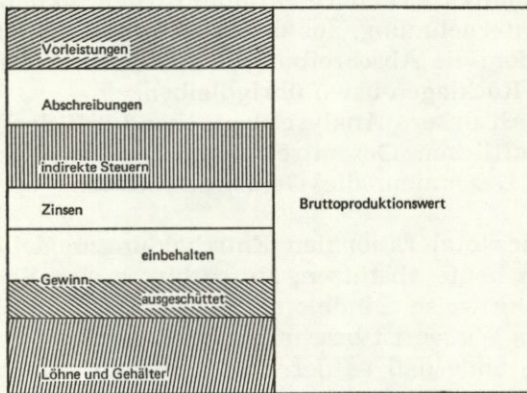 Vorleistungen
Abschreibungen
indirekte Steuern
Zinsen
Bruttoproduktionswert
einbehalten
Gewinn
ausgeschüttet
Löhne und Gehälter